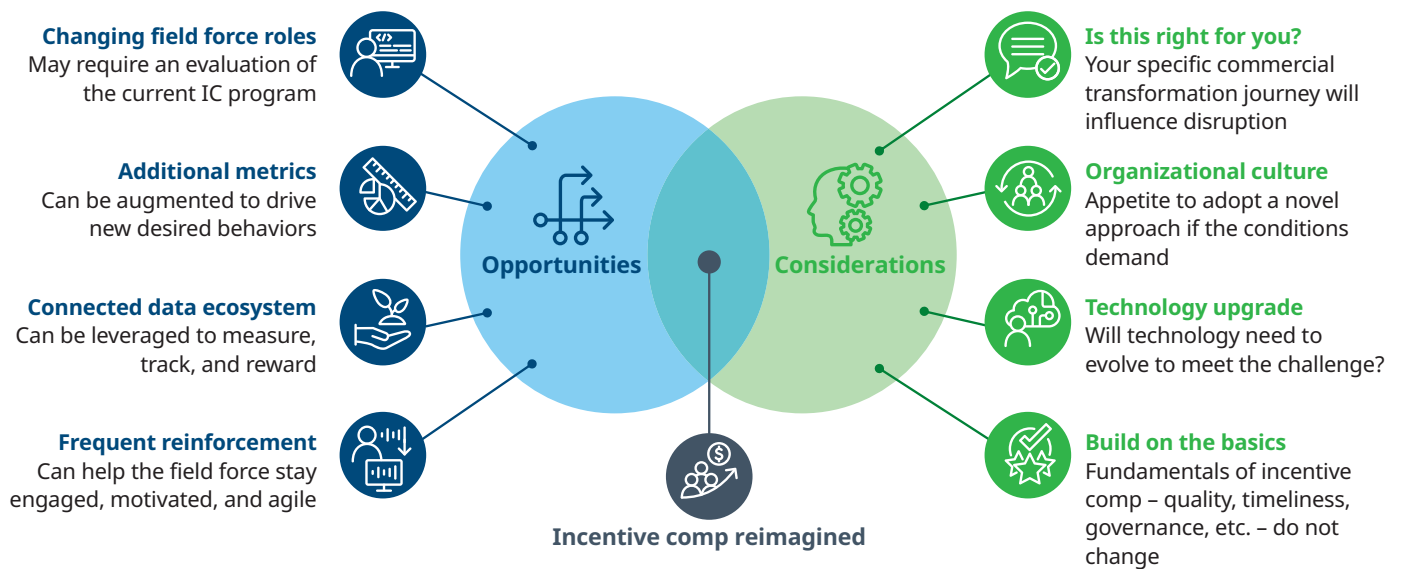 Changing field force roles
May require an evaluation of
the current IC program
Additional metrics
Can be augmented to drive
new desired behaviors
Connected data ecosystem
Can be leveraged to measure,
track, and reward
Frequent reinforcement
Can help the field force stay
engaged, motivated, and agile
</>
Opportunities
Considerations
$
Incentive comp reimagined
Is this right for you?
Your specific commercial
transformation journey will
influence disruption
Organizational culture
Appetite to adopt a novel
approach if the conditions
demand
Technology upgrade
Will technology need to
evolve to meet the challenge?
Build on the basics
Fundamentals of incentive
comp – quality, timeliness,
governance, etc. – do not
change